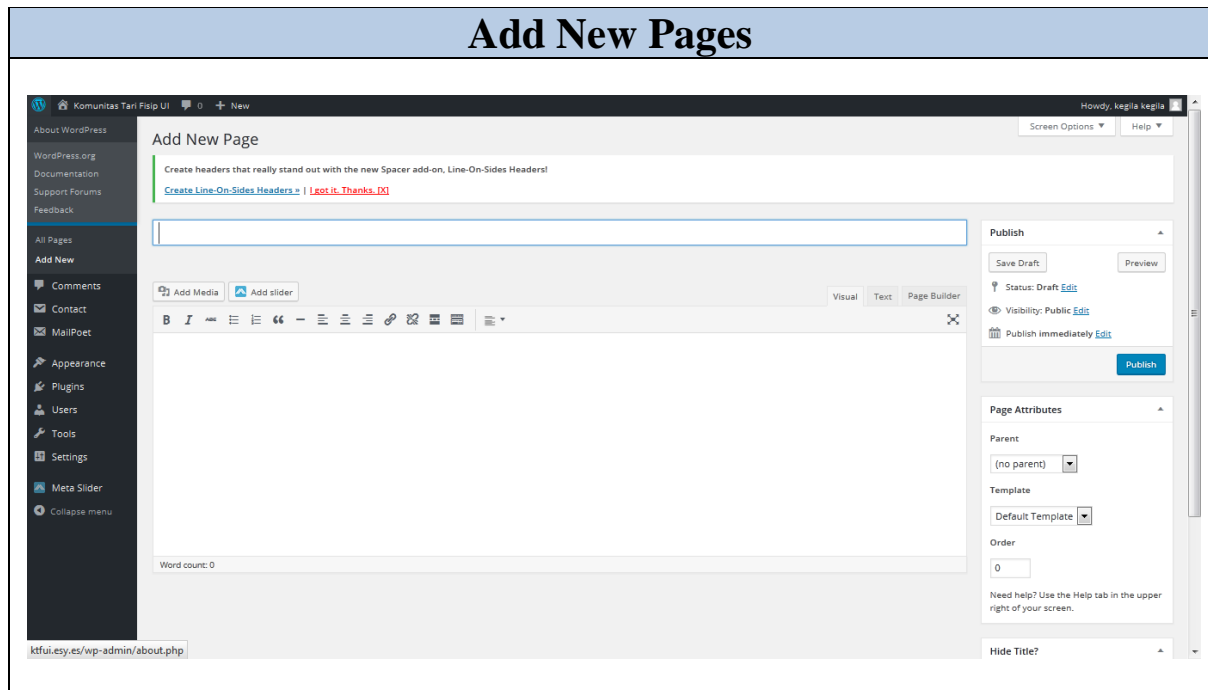 Add New Pages
Komunitas Tari Fisip UI 0 New
Howdy, kegila kegila
About WordPress
WordPress.org
Documentation
Support Forums
Feedback
All Pages
Add New
Comments
Contact
MailPoet
Appearance
Plugins
Users
Tools
Settings
Meta Slider
Collapse menu
Screen Options ▼ Help ▼
Add New Page
Create headers that really stand out with the new Spacer add-on, Line-On-Sides Headers!
Create Line-On-Sides Headers » | I got it. Thanks. [X]
Add Media Add slider
Visual Text Page Builder
B I ABC
Word count: 0
Publish
Save Draft Preview
Status: Draft Edit
Visibility: Public Edit
Publish immediately Edit
Publish
Page Attributes
Parent
(no parent)
Template
Default Template
Order
0
Need help? Use the Help tab in the upper
right of your screen.
Hide Title?
ktfui.esy.es/wp-admin/about.php